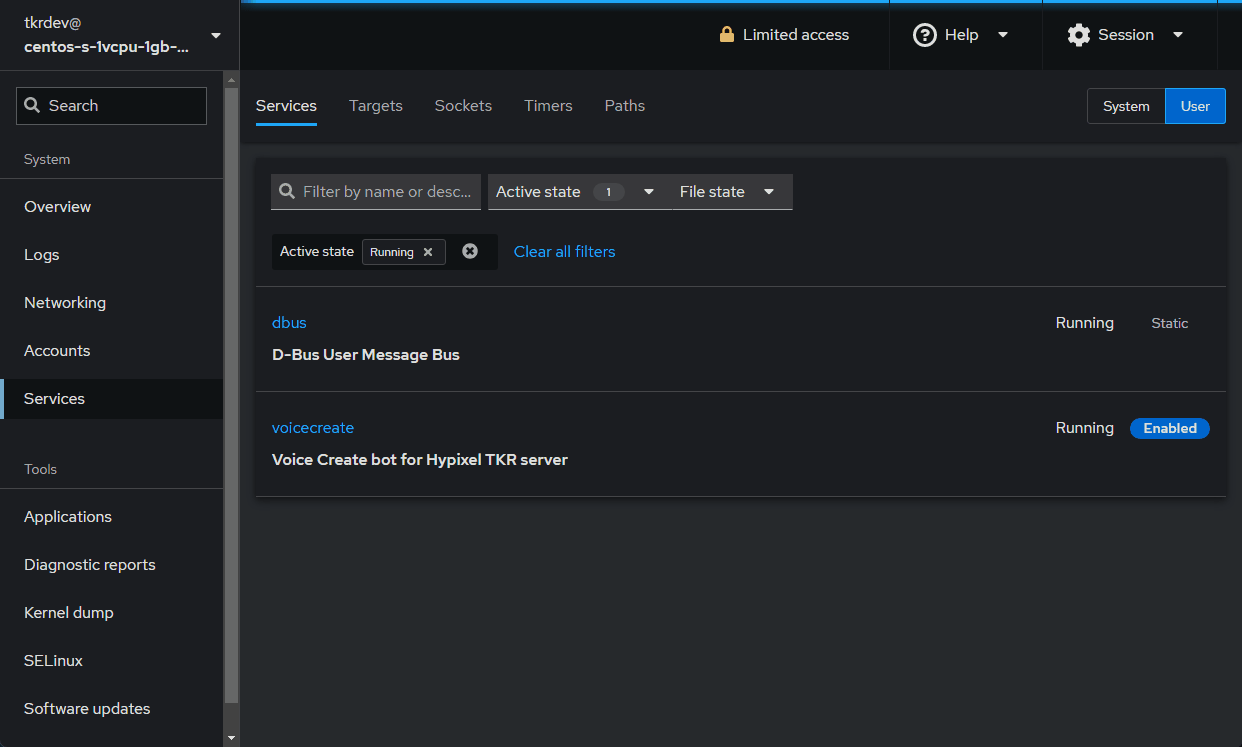 tkrdev@
centos-s-1vcpu-1gb-...
Limited access
Help
Session
Search
System
Overview
Logs
Networking
Accounts
Services
Tools
Applications
Diagnostic reports
Kernel dump
SELinux
Software updates
Services Targets Sockets Timers Paths
System User
Filter by name or desc...
Active state 1
File state
Active state Running
Clear all filters
dbus Running Static
D-Bus User Message Bus
voicecreate Running Enabled
Voice Create bot for Hypixel TKR server